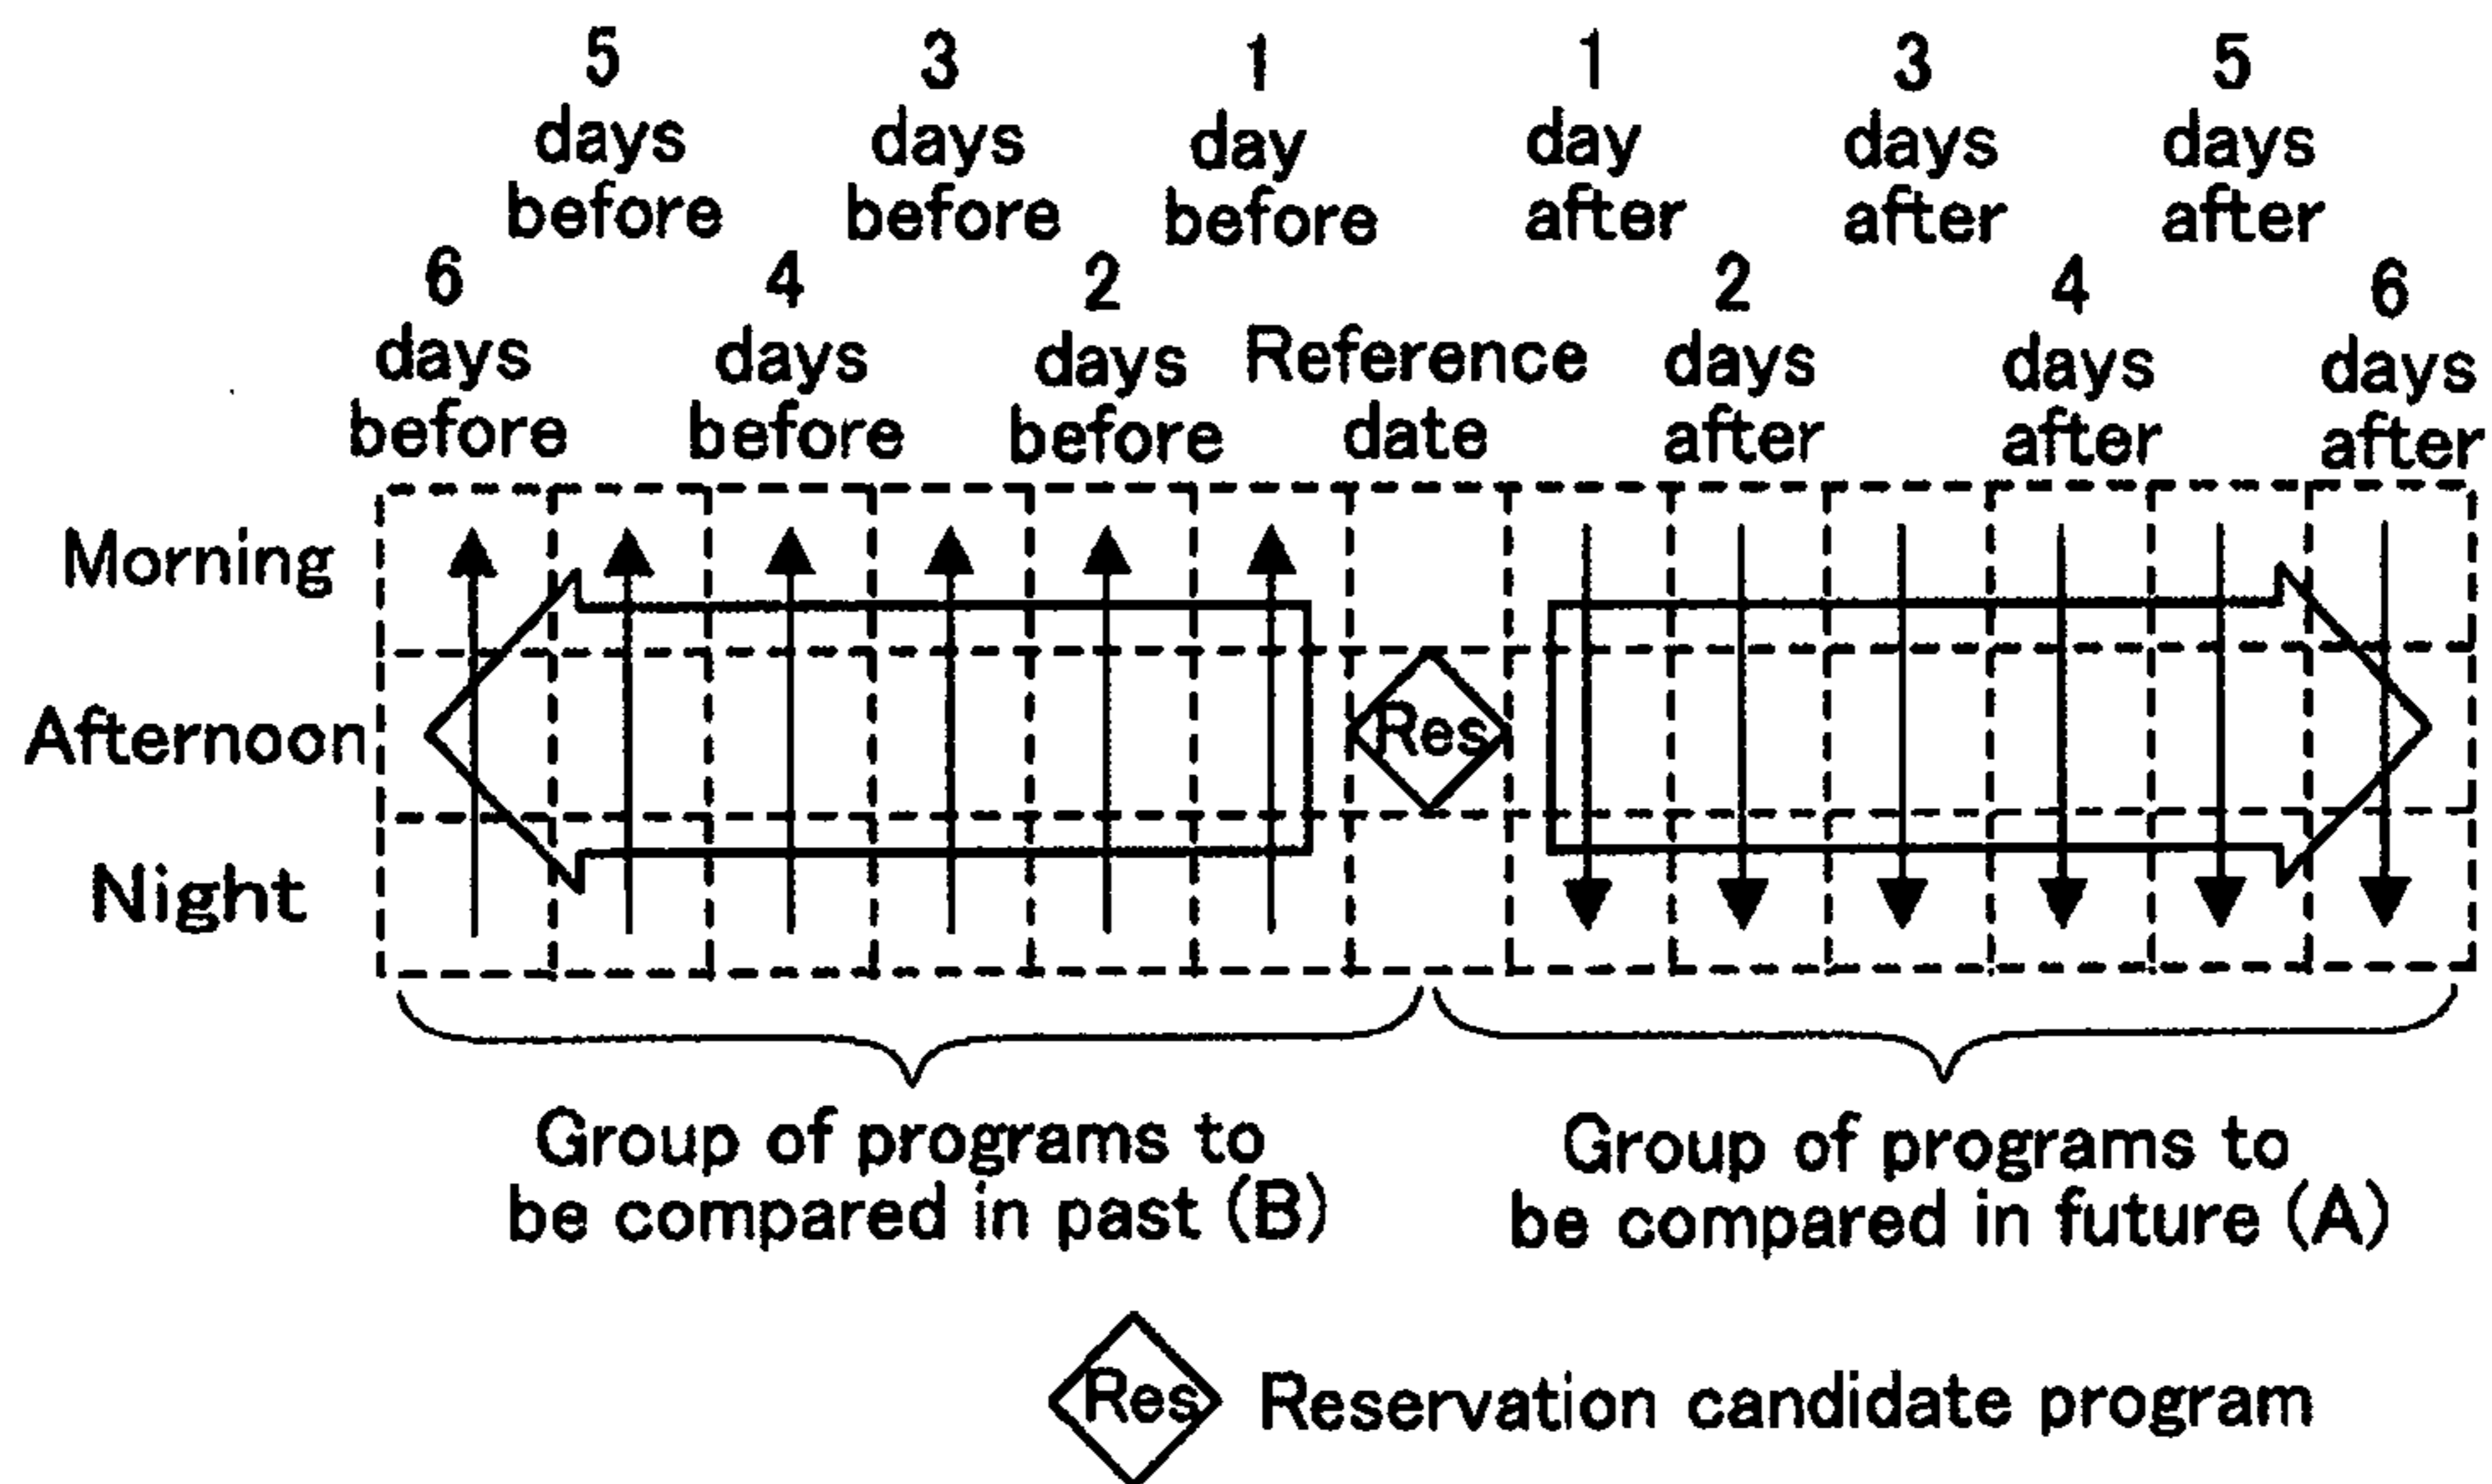 5
days
before
3
days
before
1
day
before
1
day
after
3
days
after
5
days
after
6
days
before
4
days
before
2
days
before
Reference
date
2
days
after
4
days
after
6
days
after
Morning
Afternoon
Res
Night
Group of programs to
be compared in past (B)
Group of programs to
be compared in future (A)
Res
Reservation candidate program